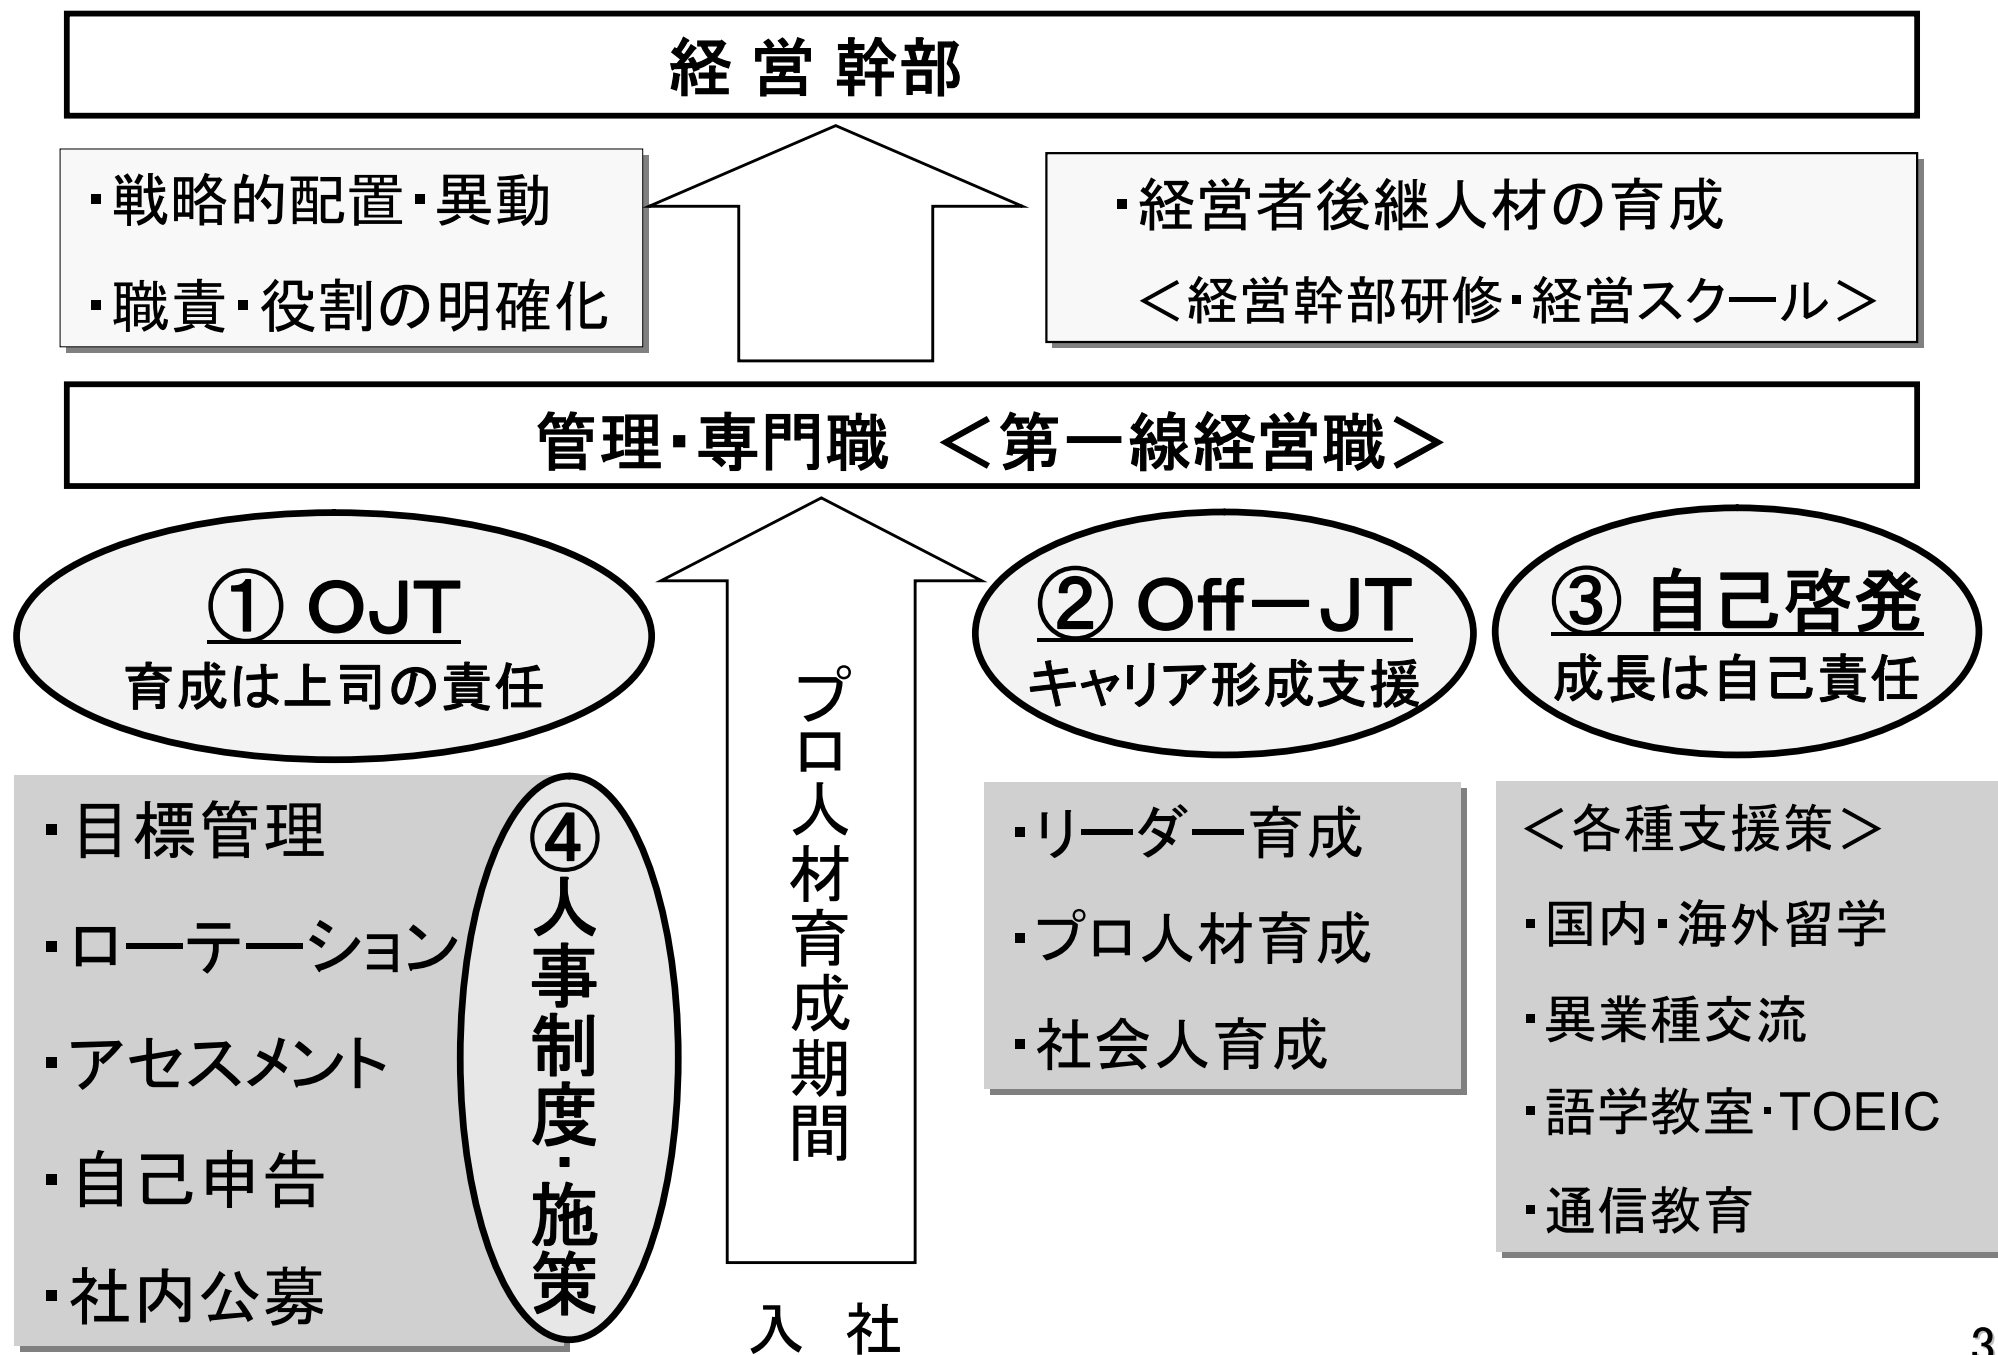 経 営 幹部
・戦略的配置・異動
・職責・役割の明確化
・経営者後継人材の育成
＜経営幹部研修・経営スクール＞
管理・専門職　＜第一線経営職＞
① OJT
育成は上司の責任
② Off－JT
キャリア形成支援
③ 自己啓発
成長は自己責任
・目標管理
・ローテーション
・アセスメント
・自己申告
・社内公募
④人事制度・施策
プロ人材育成期間
入　社
・リーダー育成
・プロ人材育成
・社会人育成
＜各種支援策＞
・国内・海外留学
・異業種交流
・語学教室・TOEIC
・通信教育
3